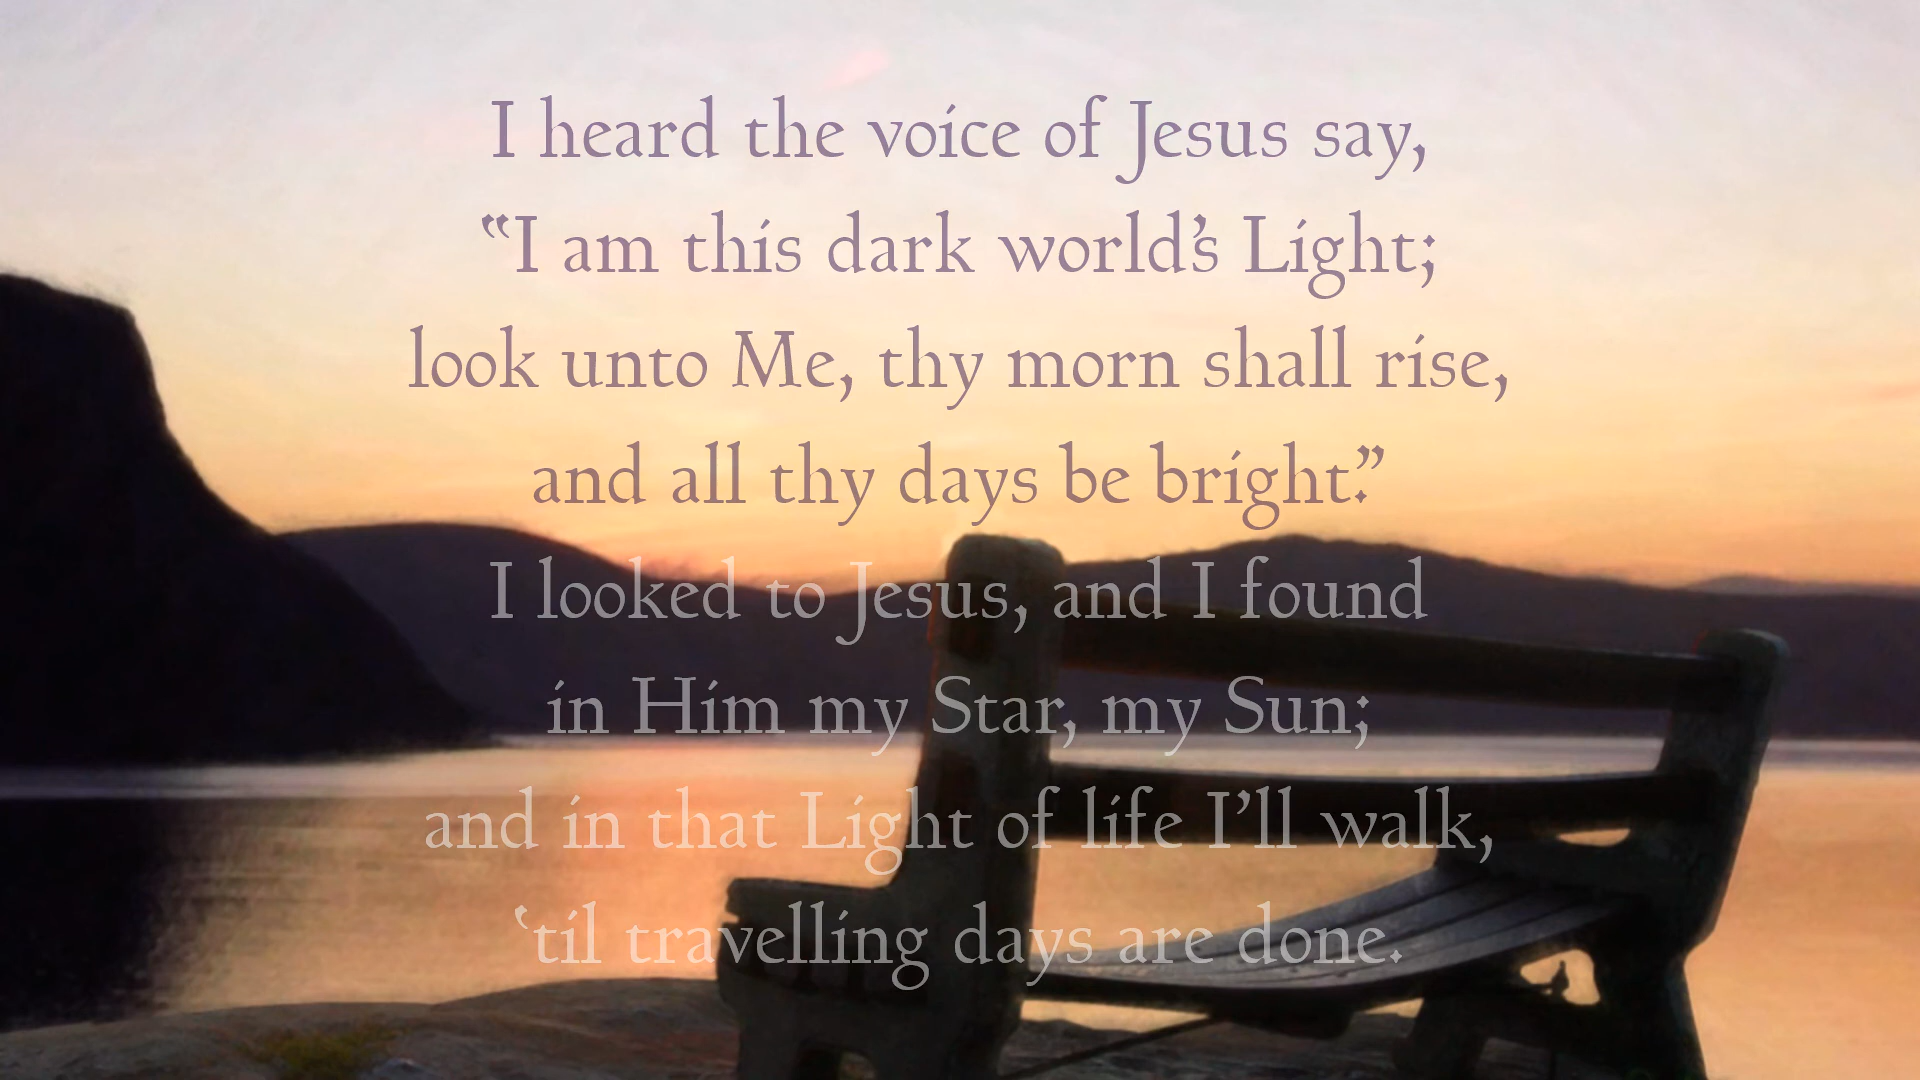 I heard the voice of Jesus say,
“I am this dark world’s Light;
look unto Me, thy morn shall rise,
and all thy days be bright.”
I looked to Jesus, and I found
in Him my Star, my Sun;
and in that Light of life I’ll walk,
‘til travelling days are done.